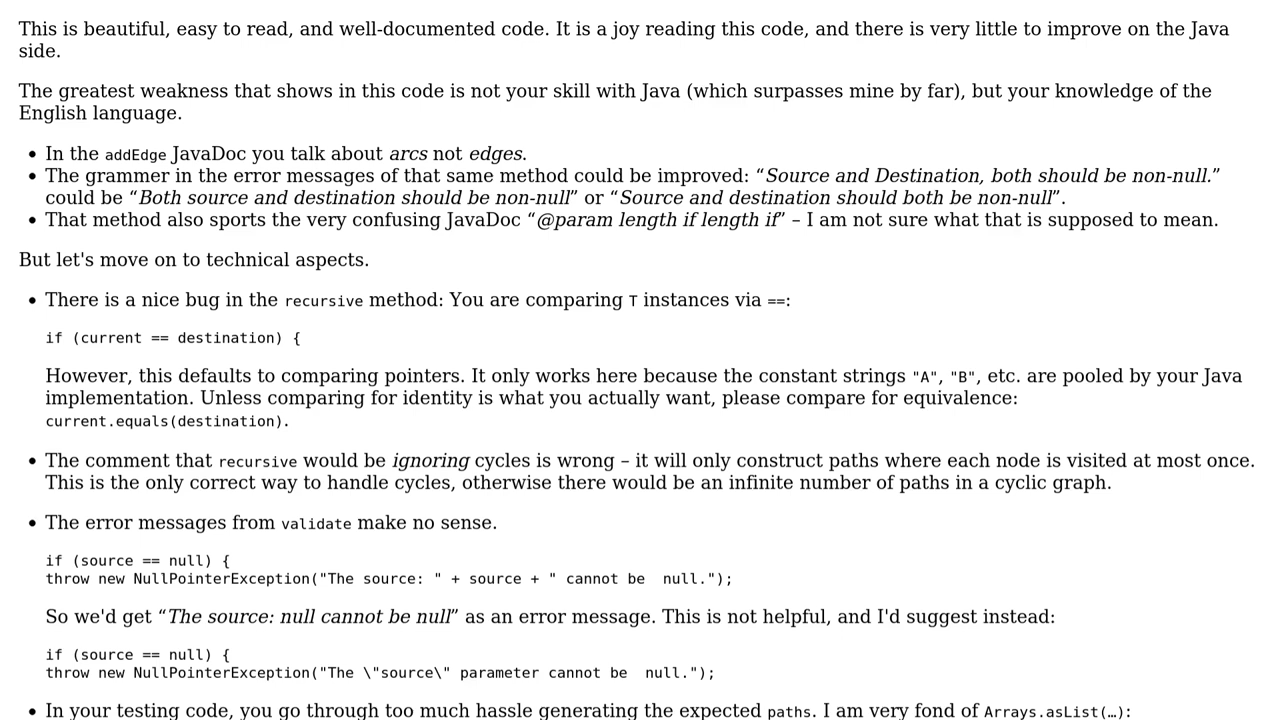 This is beautiful, easy to read, and well-documented code. It is a joy reading this code, and there is very little to improve on the Java
side.
The greatest weakness that shows in this code is not your skill with Java (which surpasses mine by far), but your knowledge of the
English language.
• In the addEdge JavaDoc you talk about arcs not edges.
• The grammer in the error messages of that same method could be improved: “Source and Destination, both should be non-null.”
could be “Both source and destination should be non-null” or “Source and destination should both be non-null”.
• That method also sports the very confusing JavaDoc “@param length if length if” – I am not sure what that is supposed to mean.
But let's move on to technical aspects.
• There is a nice bug in the recursive method: You are comparing T instances via ==:
if (current == destination) {
However, this defaults to comparing pointers. It only works here because the constant strings "A", "B", etc. are pooled by your Java
implementation. Unless comparing for identity is what you actually want, please compare for equivalence:
current.equals(destination).
• The comment that recursive would be ignoring cycles is wrong – it will only construct paths where each node is visited at most once.
This is the only correct way to handle cycles, otherwise there would be an infinite number of paths in a cyclic graph.
• The error messages from validate make no sense.
if (source == null) {
throw new NullPointerException("The source: " + source + " cannot be  null.");
So we'd get “The source: null cannot be null” as an error message. This is not helpful, and I'd suggest instead:
if (source == null) {
throw new NullPointerException("The \"source\" parameter cannot be  null.");
• In your testing code, you go through too much hassle generating the expected paths. I am very fond of Arrays.asList(…):